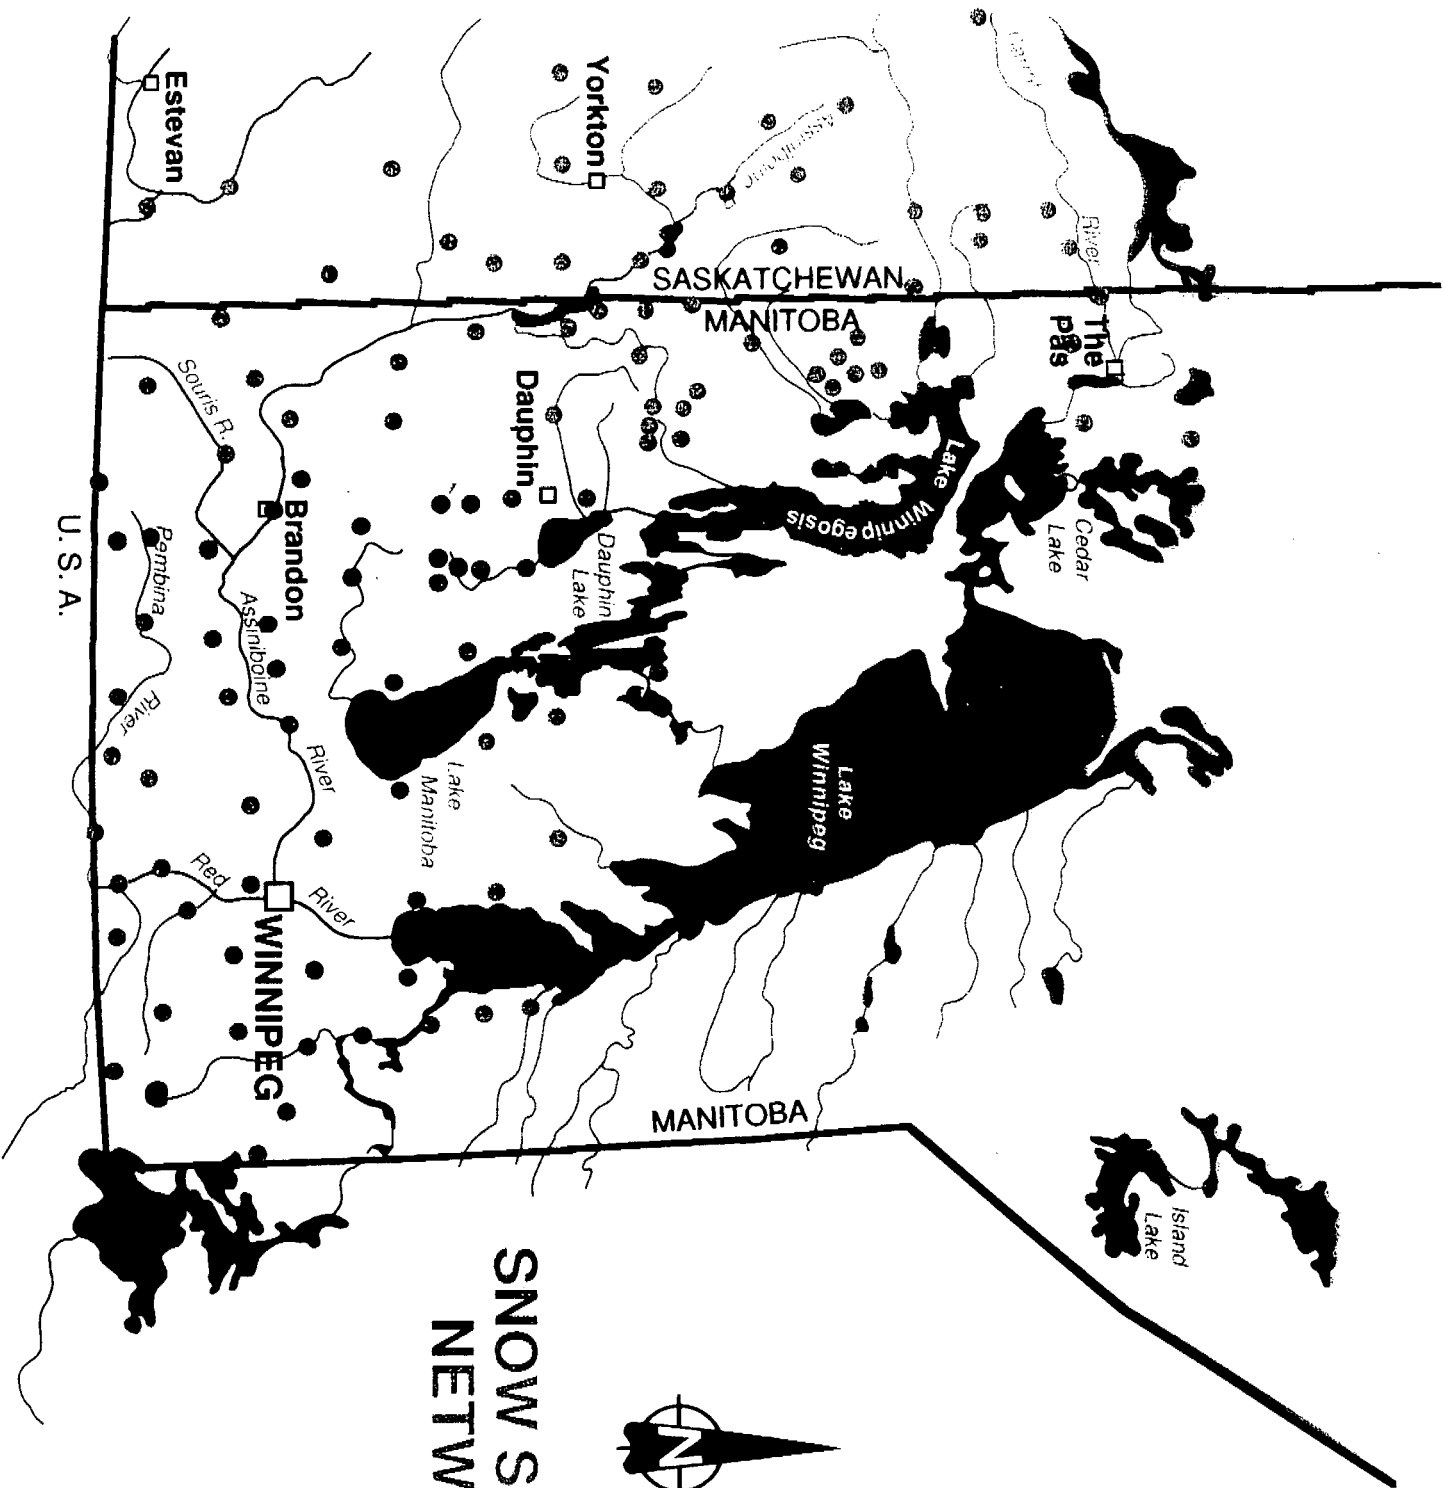 SNOW S
NETW
N
SASKATCHEWAN
MANITOBA
MANITOBA
U. S. A.
The
Pas
River
Cedar
Lake
Island
Lake
Lake Winnipegosis
Lake
Winnipeg
Assiniboine
Yorkton
Dauphin
Dauphin
Lake
Lake
Manitoba
Estevan
Souris R.
Brandon
Assiniboine
River
Pembina
River
Red
River
WINNIPEG